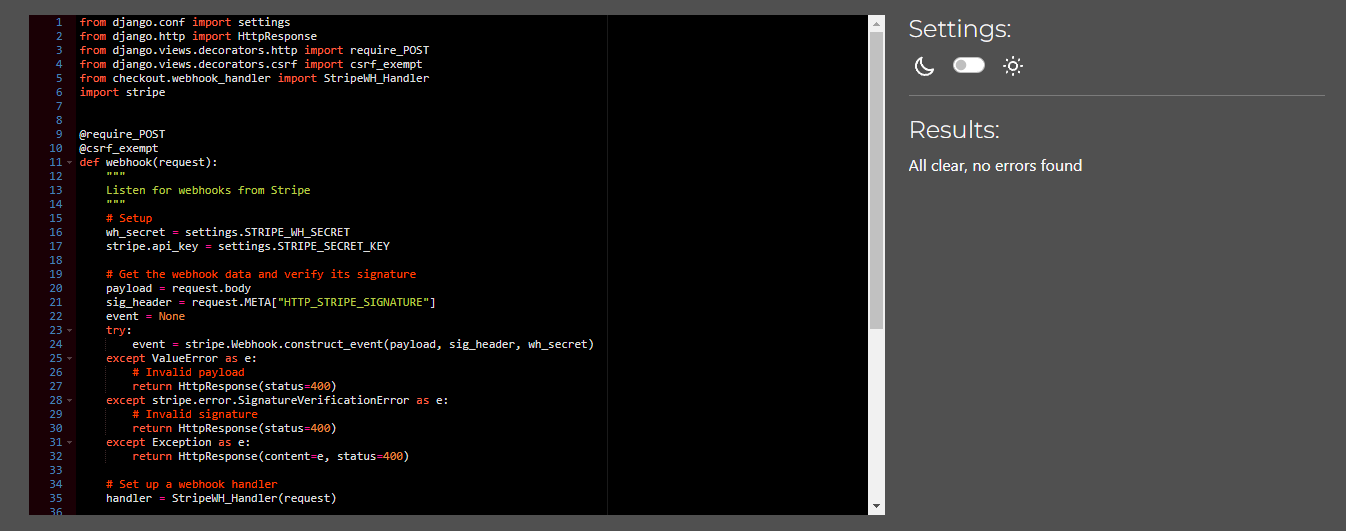 1 from django.conf import settings
2 from django.http import HttpResponse
3 from django.views.decorators.http import require_POST
4 from django.views.decorators.csrf import csrf_exempt
5 from checkout.webhook_handler import StripeWH_Handler
6 import stripe
7
8
9 @require_POST
10 @csrf_exempt
11 def webhook(request):
12     """
13     Listen for webhooks from Stripe
14     """
15     # Setup
16     wh_secret = settings.STRIPE_WH_SECRET
17     stripe.api_key = settings.STRIPE_SECRET_KEY
18
19     # Get the webhook data and verify its signature
20     payload = request.body
21     sig_header = request.META["HTTP_STRIPE_SIGNATURE"]
22     event = None
23     try:
24         event = stripe.Webhook.construct_event(payload, sig_header, wh_secret)
25     except ValueError as e:
26         # Invalid payload
27         return HttpResponse(status=400)
28     except stripe.error.SignatureVerificationError as e:
29         # Invalid signature
30         return HttpResponse(status=400)
31     except Exception as e:
32         return HttpResponse(content=e, status=400)
33
34     # Set up a webhook handler
35     handler = StripeWH_Handler(request)
36
Settings:
Results:
All clear, no errors found